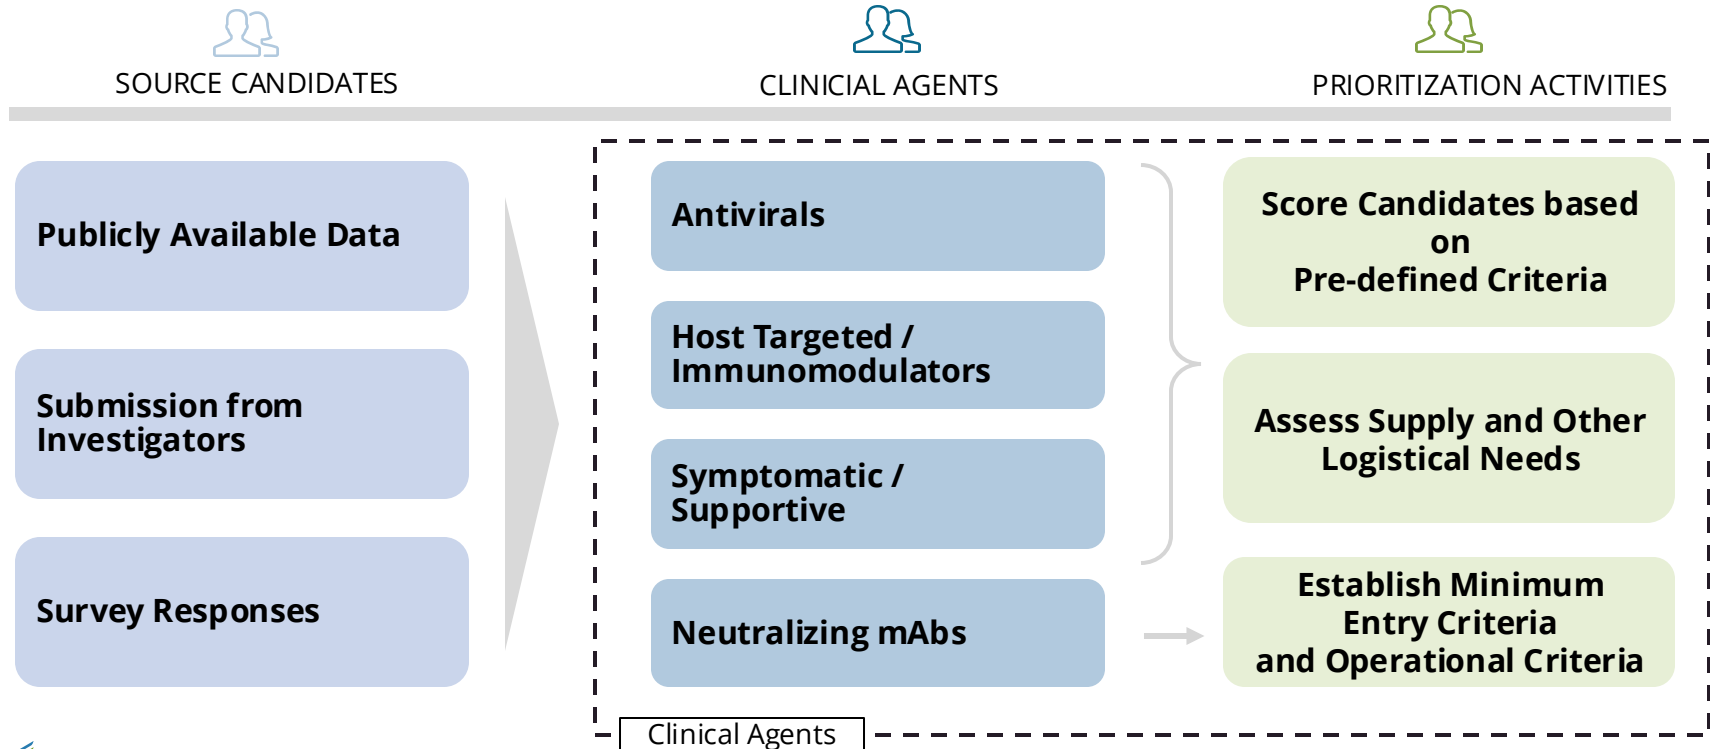 SOURCE CANDIDATES
CLINICIAL AGENTS
PRIORITIZATION ACTIVITIES
Publicly Available Data
Submission from
Investigators
Survey Responses
Antivirals
Host Targeted /
Immunomodulators
Symptomatic /
Supportive
Neutralizing mAbs
Score Candidates based
on
Pre-defined Criteria
Assess Supply and Other
Logistical Needs
Establish Minimum
Entry Criteria
and Operational Criteria
Clinical Agents